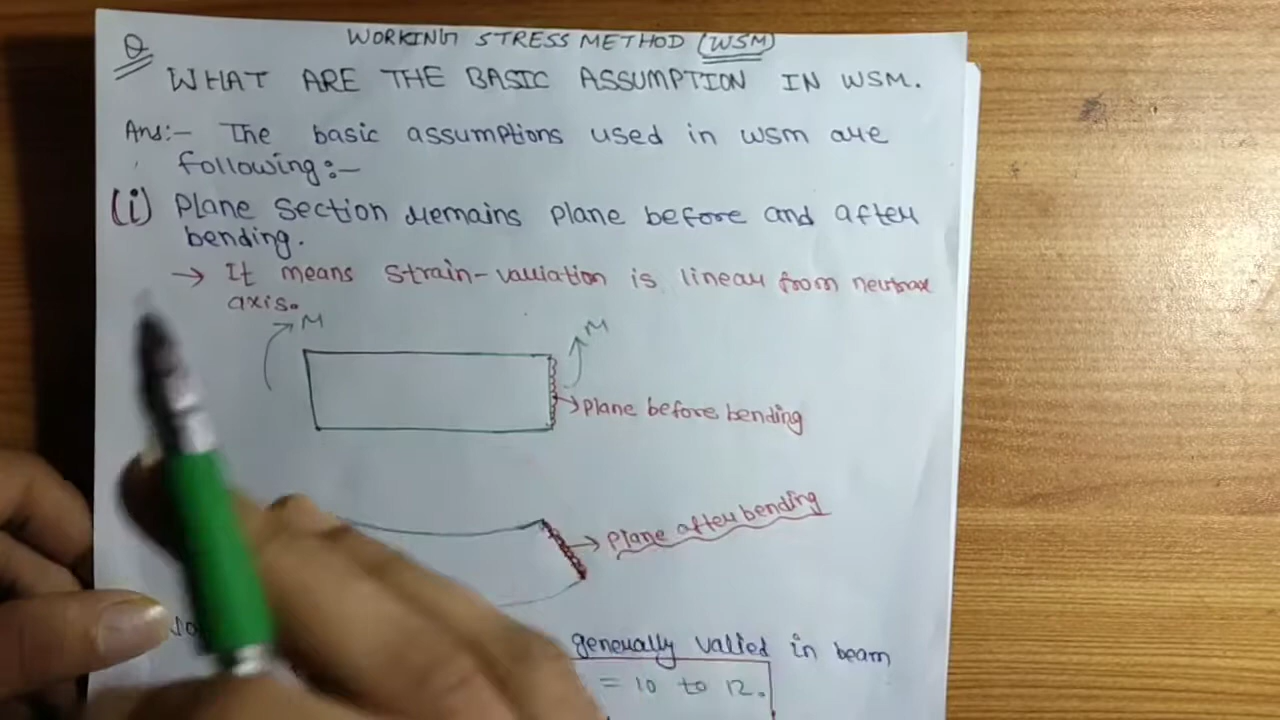 Q
WORKING STRESS METHOD (WSM)
WHAT ARE THE BASIC ASSUMPTION IN WSM.
Ans:- The basic assumptions used in WSM are
following:-
(i) Plane section remains plane before and after
bending.
→ It means strain-variation is linear from neutral
axis.
M
M
→ Plane before bending
→ Plane after bending
generally vallied in beam
= 10 to 12.